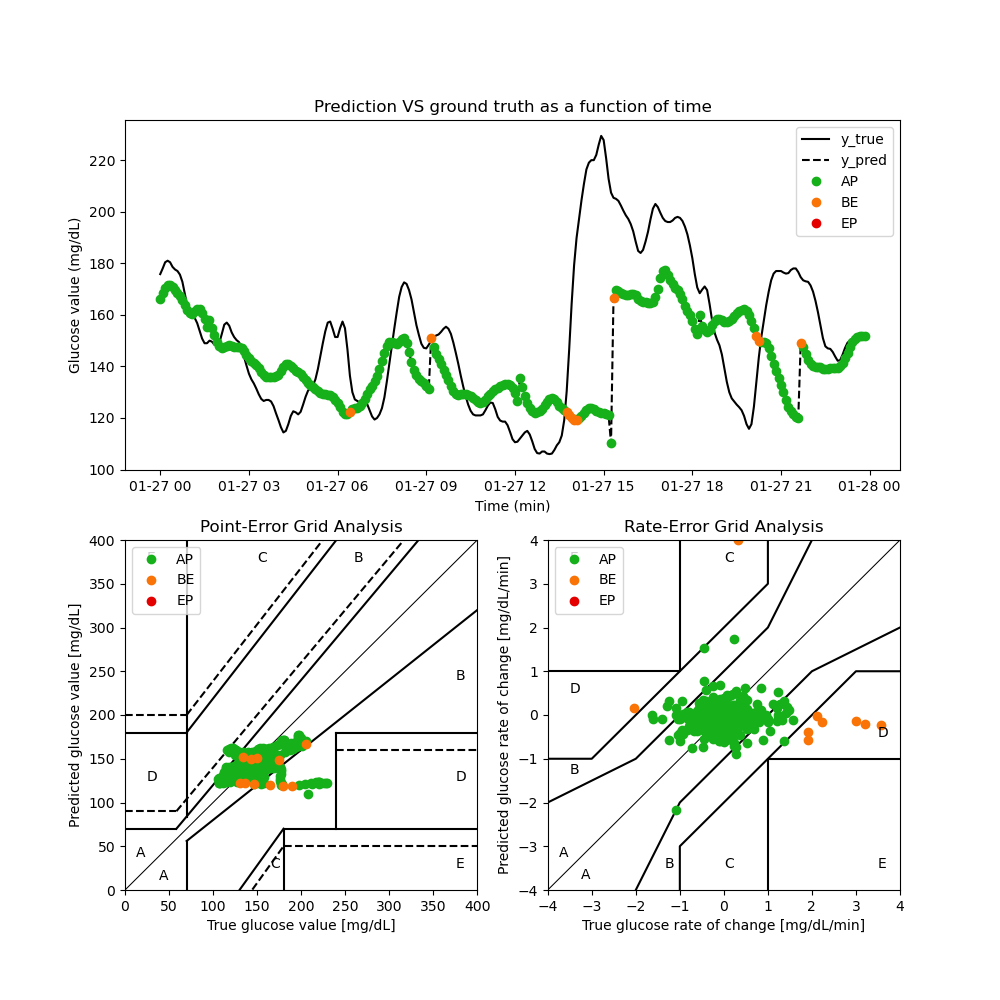 Prediction VS ground truth as a function of time
Glucose value (mg/dL)
220
200
180
160
140
120
100
y_true
y_pred
AP
BE
EP
01-27 00 01-27 03 01-27 06 01-27 09 01-27 12 01-27 15 01-27 18 01-27 21 01-28 00
Time (min)
Point-Error Grid Analysis
Predicted glucose value [mg/dL]
400
350
300
250
200
150
100
50
0
AP
BE
EP
C
B
B
D
D
A
A
C
E
0 50 100 150 200 250 300 350 400
True glucose value [mg/dL]
Rate-Error Grid Analysis
Predicted glucose rate of change [mg/dL/min]
4
3
2
1
0
−1
−2
−3
−4
AP
BE
EP
C
D
D
B
A
A
B
C
E
−4 −3 −2 −1 0 1 2 3 4
True glucose rate of change [mg/dL/min]